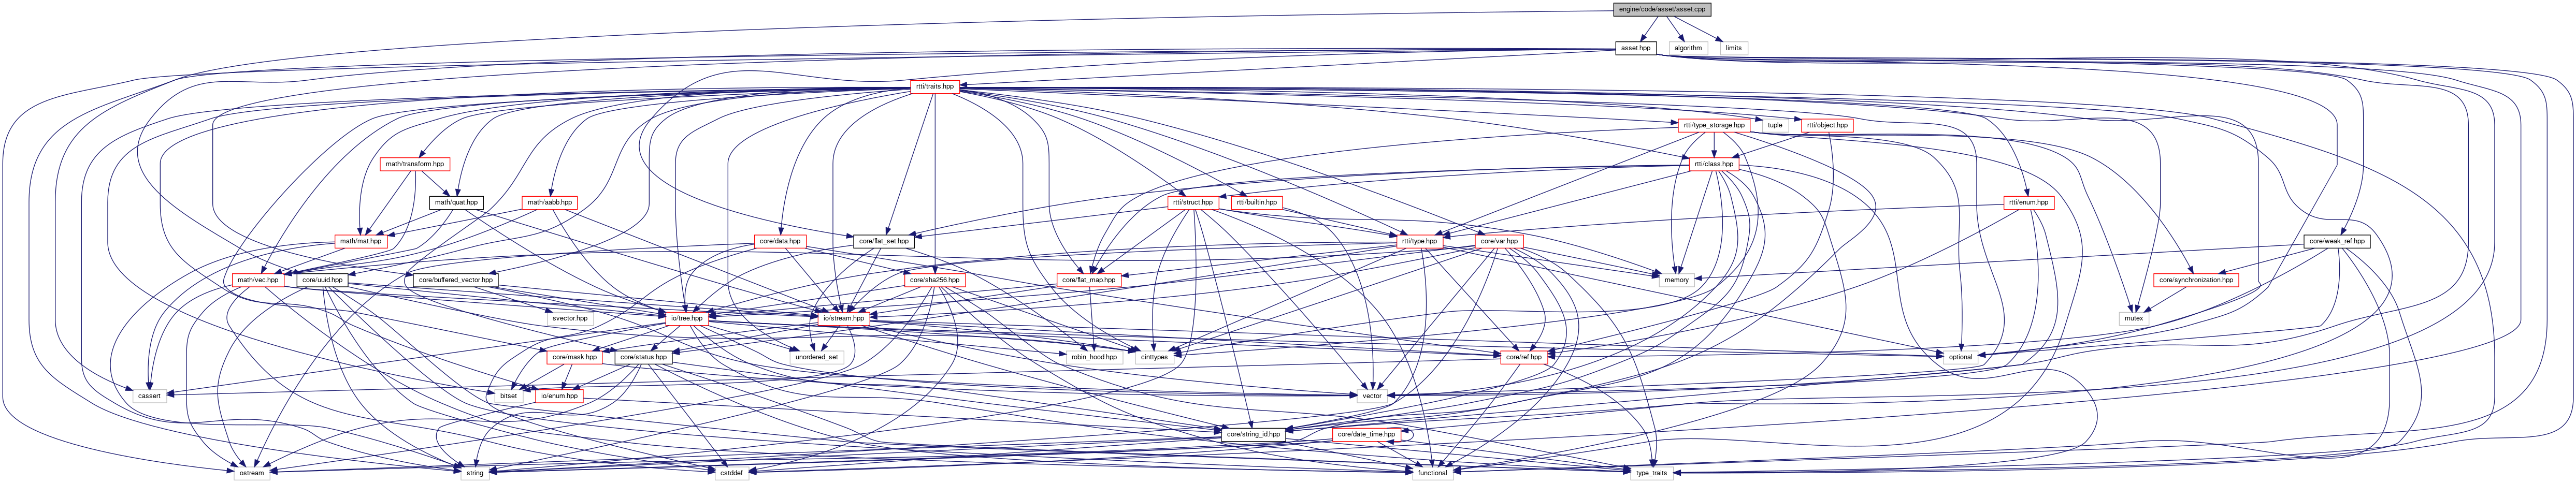 engine/code/asset/asset.cpp
asset.hpp
algorithm
limits
rtti/traits.hpp
rtti/type_storage.hpp
tuple
rtti/object.hpp
math/transform.hpp
rtti/class.hpp
math/quat.hpp
math/aabb.hpp
rtti/struct.hpp
rtti/builtin.hpp
rtti/enum.hpp
math/mat.hpp
core/data.hpp
core/flat_set.hpp
rtti/type.hpp
core/var.hpp
core/weak_ref.hpp
math/vec.hpp
core/uuid.hpp
core/buffered_vector.hpp
core/sha256.hpp
core/flat_map.hpp
memory
core/synchronization.hpp
svector.hpp
io/tree.hpp
io/stream.hpp
mutex
core/mask.hpp
core/status.hpp
unordered_set
robin_hood.hpp
cinttypes
core/ref.hpp
optional
cassert
bitset
io/enum.hpp
vector
core/string_id.hpp
core/date_time.hpp
ostream
string
cstddef
functional
type_traits